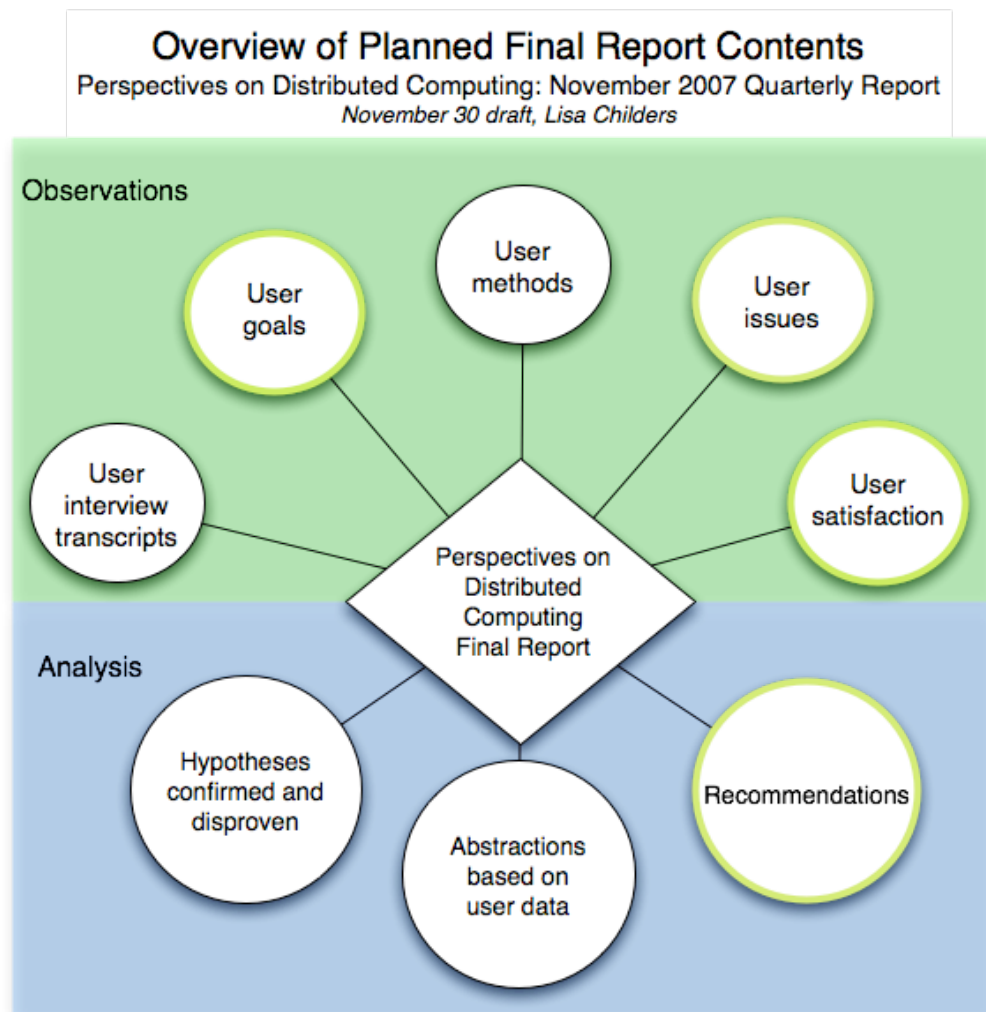 Overview of Planned Final Report Contents
Perspectives on Distributed Computing: November 2007 Quarterly Report
November 30 draft, Lisa Childers
Observations
User
methods
User
goals
User
issues
User
interview
transcripts
User
satisfaction
Perspectives on
Distributed
Computing
Final Report
Analysis
Hypotheses
confirmed and
disproven
Abstractions
based on
user data
Recommendations